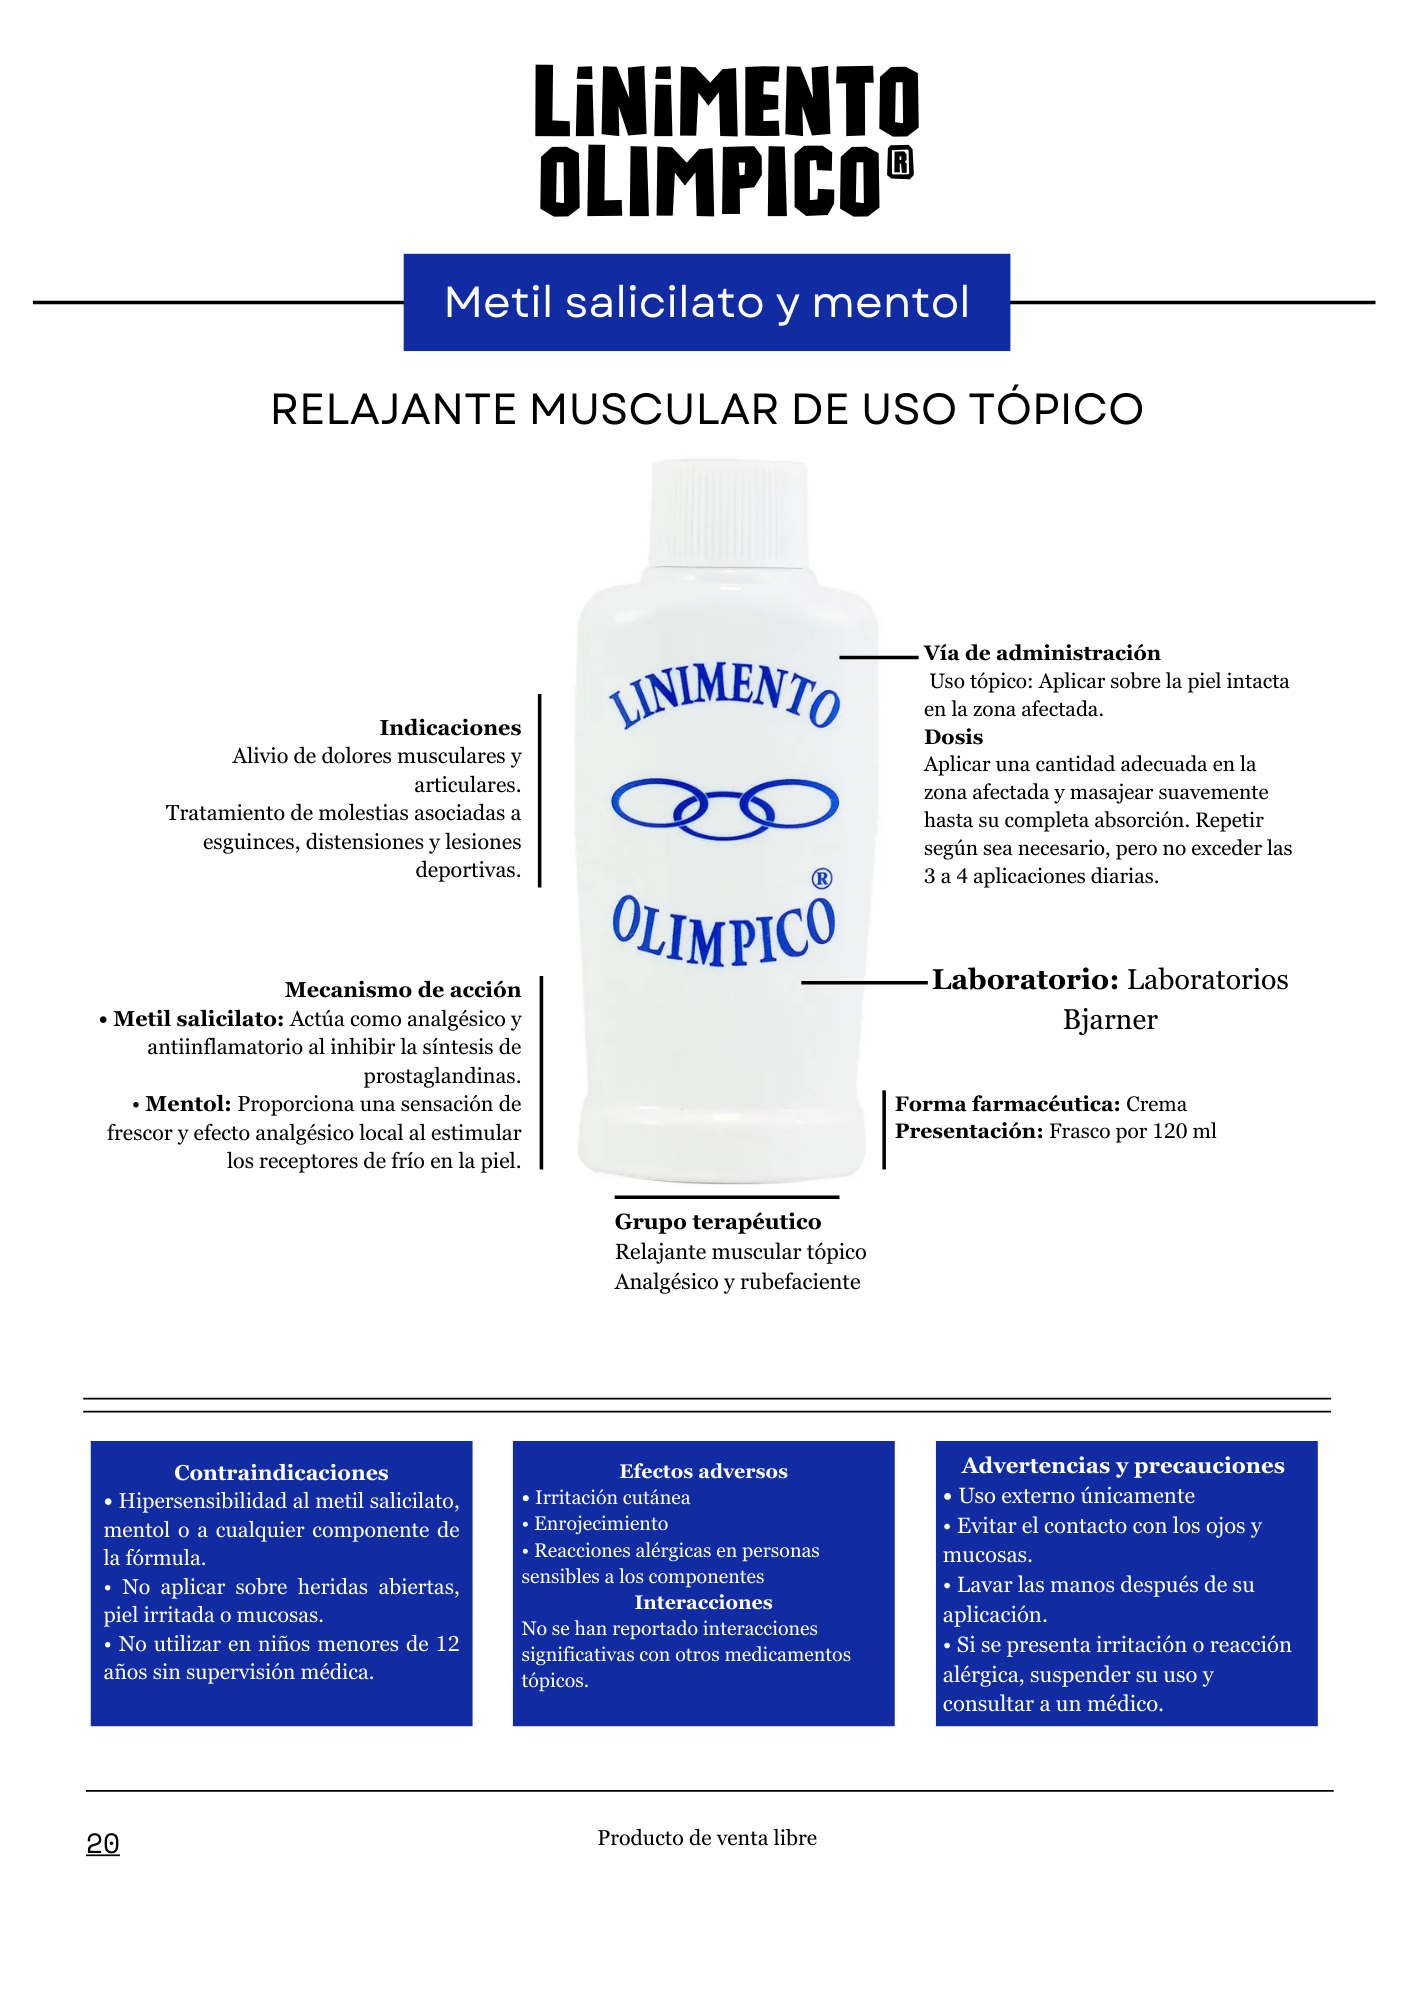 LiNiMENTO
OLIMPICO®
Metil salicilato y mentol
RELAJANTE MUSCULAR DE USO TÓPICO
LINIMENTO
®
OLIMPICO
Indicaciones
Alivio de dolores musculares y
articulares.
Tratamiento de molestias asociadas a
esguinces, distensiones y lesiones
deportivas.
Mecanismo de acción
• Metil salicilato: Actúa como analgésico y
antiinflamatorio al inhibir la síntesis de
prostaglandinas.
• Mentol: Proporciona una sensación de
frescor y efecto analgésico local al estimular
los receptores de frío en la piel.
Vía de administración
Uso tópico: Aplicar sobre la piel intacta
en la zona afectada.
Dosis
Aplicar una cantidad adecuada en la
zona afectada y masajear suavemente
hasta su completa absorción. Repetir
según sea necesario, pero no exceder las
3 a 4 aplicaciones diarias.
Laboratorio: Laboratorios
Bjarner
Forma farmacéutica: Crema
Presentación: Frasco por 120 ml
Grupo terapéutico
Relajante muscular tópico
Analgésico y rubefaciente
Contraindicaciones
• Hipersensibilidad al metil salicilato,
mentol o a cualquier componente de
la fórmula.
• No aplicar sobre heridas abiertas,
piel irritada o mucosas.
• No utilizar en niños menores de 12
años sin supervisión médica.
Efectos adversos
• Irritación cutánea
• Enrojecimiento
• Reacciones alérgicas en personas
sensibles a los componentes
Interacciones
No se han reportado interacciones
significativas con otros medicamentos
tópicos.
Advertencias y precauciones
• Uso externo únicamente
• Evitar el contacto con los ojos y
mucosas.
• Lavar las manos después de su
aplicación.
• Si se presenta irritación o reacción
alérgica, suspender su uso y
consultar a un médico.
20
Producto de venta libre